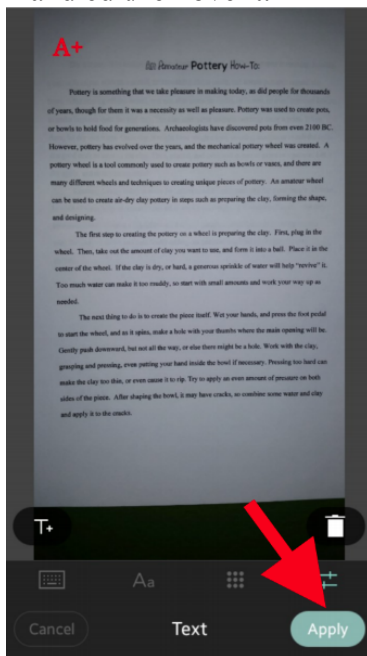 A+
An Amateur Pottery How-To:
Pottery is something that we take pleasure in making today, as did people for thousands
of years, though for them it was a necessity as well as pleasure. Pottery was used to create pots,
or bowls to hold food for generations. Archaeologists have discovered pots from even 2100 BC.
However, pottery has evolved over the years, and the mechanical pottery wheel was created. A
pottery wheel is a tool commonly used to create pottery such as bowls or vases, and there are
many different wheels and techniques to creating unique pieces of pottery. An amateur wheel
can be used to create air-dry clay pottery in steps such as preparing the clay, forming the shape,
and designing.
The first step to creating the pottery on a wheel is preparing the clay. First, plug in the
wheel. Then, take out the amount of clay you want to use, and form it into a ball. Place it in the
center of the wheel. If the clay is dry, or hard, a generous sprinkle of water will help "revive" it.
Too much water can make it too muddy, so start with small amounts and work your way up as
needed.
The next thing to do is to create the piece itself. Wet your hands, and press the foot pedal
to start the wheel, and as it spins, make a hole with your thumbs where the main opening will be.
Gently push downward, but not all the way, or else there might be a hole. Work with the clay,
grasping and pressing, even putting your hand inside the bowl if necessary. Pressing too hard can
make the clay too thin, or even cause it to rip. Try to apply an even amount of pressure on both
sides of the piece. After shaping the bowl, it may have cracks, so combine some water and clay
and apply it to the cracks.
T+
Aa
Cancel
Text
Apply